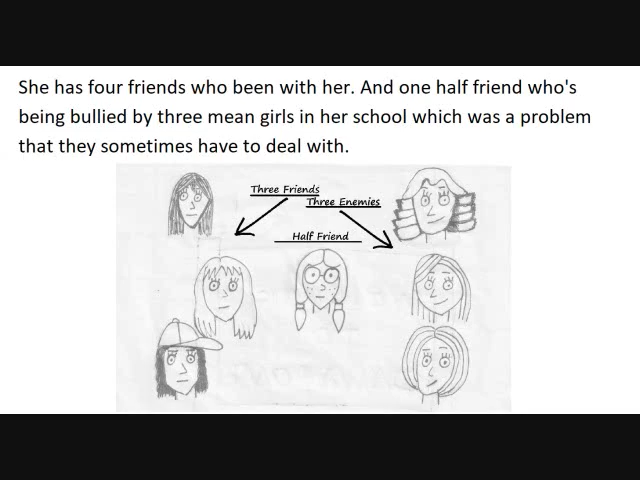 She has four friends who been with her. And one half friend who's
being bullied by three mean girls in her school which was a problem
that they sometimes have to deal with.
Three Friends
Three Enemies
Half Friend